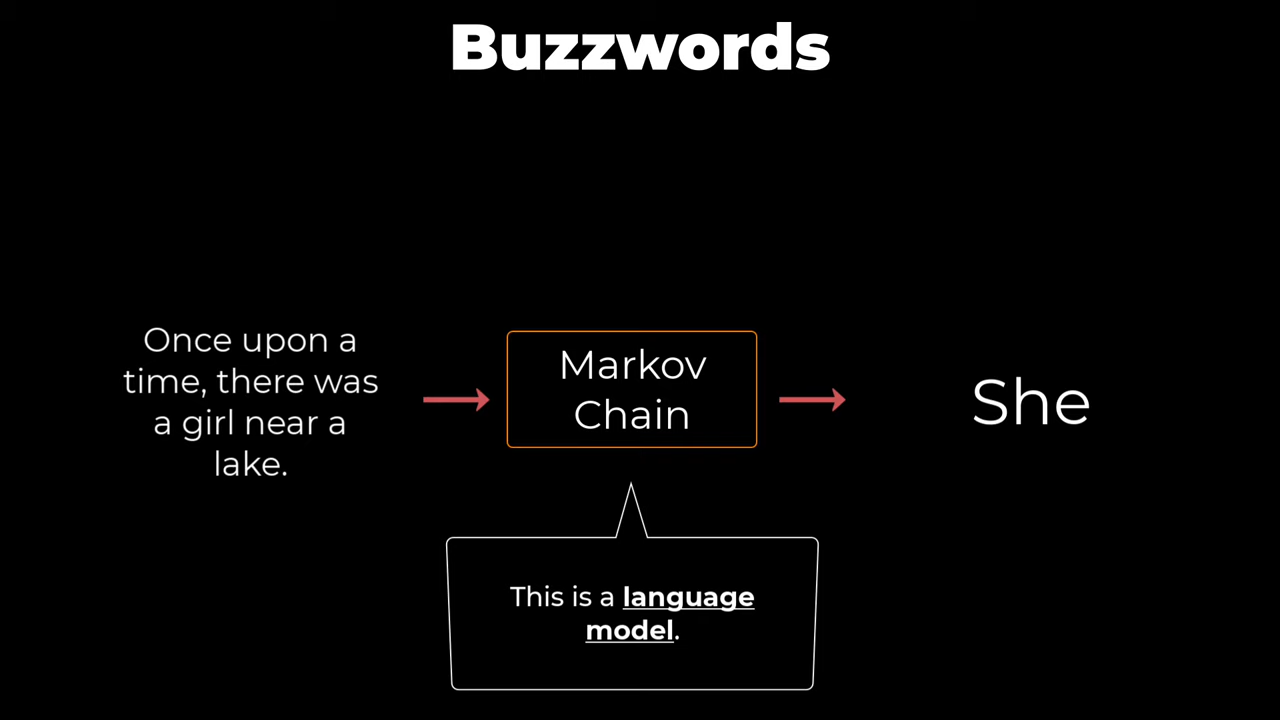 Buzzwords
Once upon a
time, there was
a girl near a
lake.
Markov
Chain
She
This is a language
model.